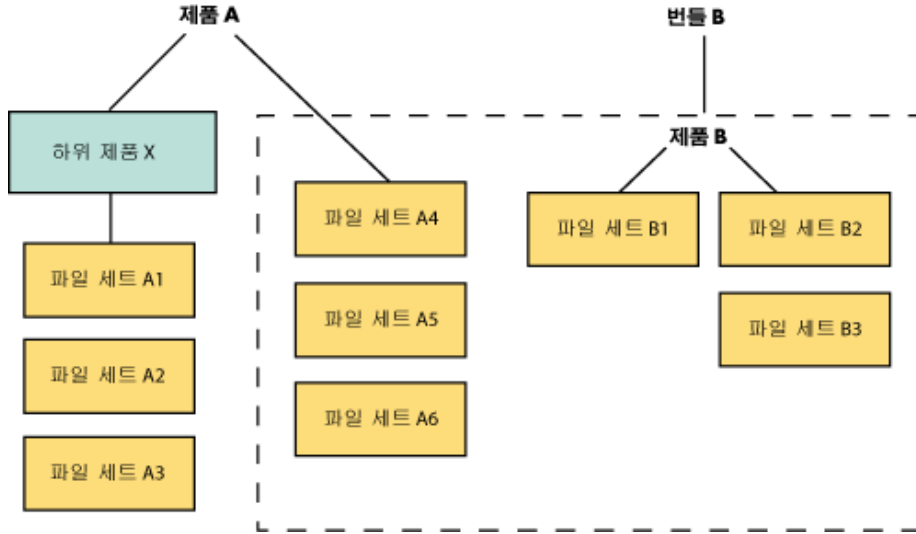 제품 A
번들 B
하위 제품 X
제품 B
파일 세트 A4
파일 세트 B1
파일 세트 B2
파일 세트 A1
파일 세트 A5
파일 세트 B3
파일 세트 A2
파일 세트 A6
파일 세트 A3